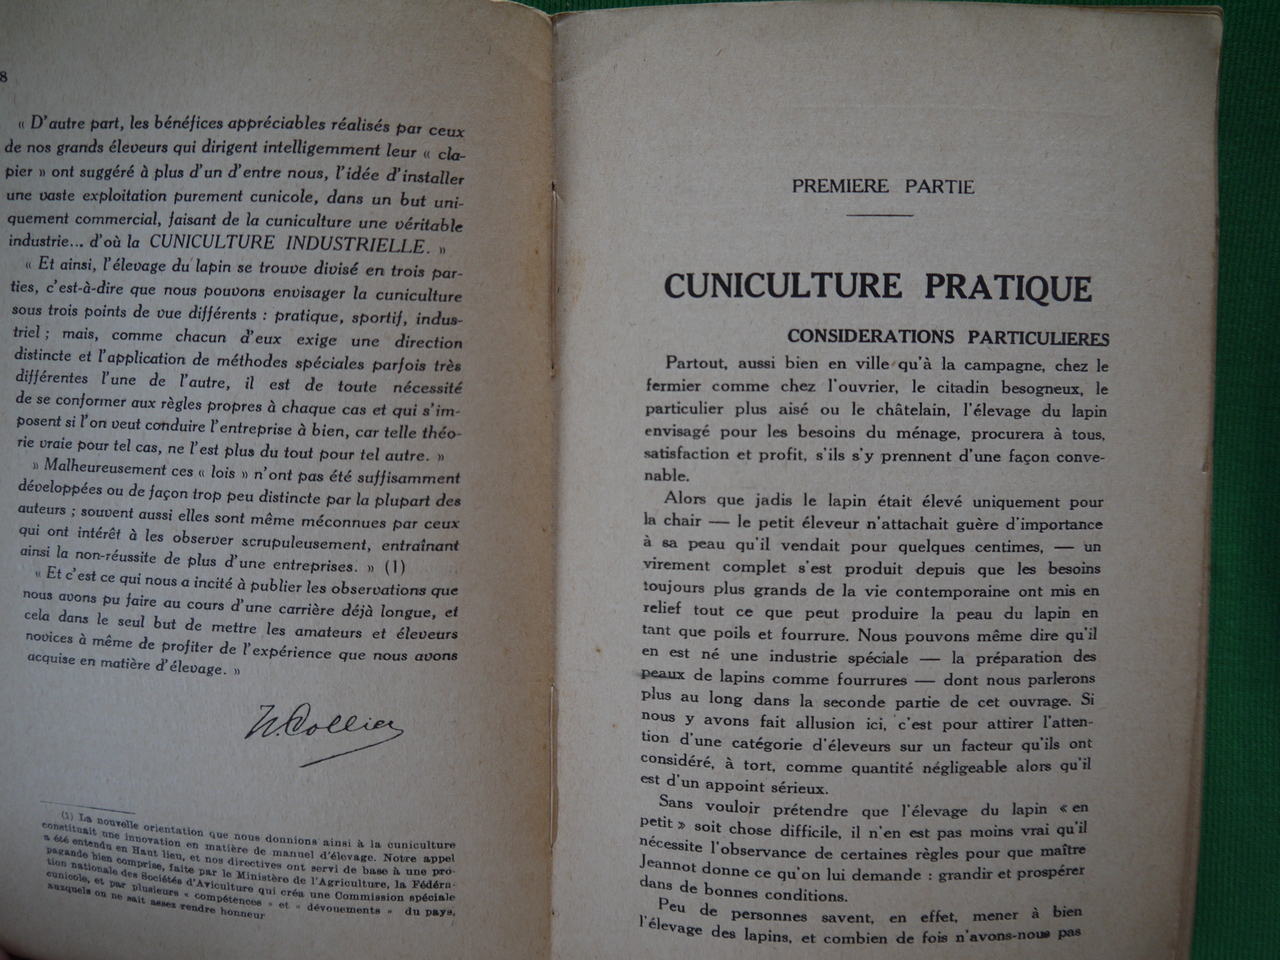 8
« D'autre part, les bénéfices appréciables réalisés par ceux
de nos grands éleveurs qui dirigent intelligemment leur « cla-
pier » ont suggéré à plus d'un d'entre nous, l'idée d'installer
une vaste exploitation purement cunicole, dans un but uni-
quement commercial, faisant de la cuniculture une véritable
industrie... d'où la CUNICULTURE INDUSTRIELLE. »
« Et ainsi, l'élevage du lapin se trouve divisé en trois par-
ties, c'est-à-dire que nous pouvons envisager la cuniculture
sous trois points de vue différents : pratique, sportif, indus-
triel ; mais, comme chacun d'eux exige une direction
distincte et l'application de méthodes spéciales parfois très
différentes l'une de l'autre, il est de toute nécessité
de se conformer aux règles propres à chaque cas et qui s'im-
posent si l'on veut conduire l'entreprise à bien, car telle théo-
rie vraie pour tel cas, ne l'est plus du tout pour tel autre. »
» Malheureusement ces « lois » n'ont pas été suffisamment
développées ou de façon trop peu distincte par la plupart des
auteurs ; souvent aussi elles sont même méconnues par ceux
qui ont intérêt à les observer scrupuleusement, entraînant
ainsi la non-réussite de plus d'une entreprises. » (1)
« Et c'est ce qui nous a incité à publier les observations que
nous avons pu faire au cours d'une carrière déjà longue, et
cela dans le seul but de mettre les amateurs et éleveurs
novices à même de profiter de l'expérience que nous avons
acquise en matière d'élevage. »
W. Collier
(1) La nouvelle orientation que nous donnions ainsi à la cuniculture
constituait une innovation en matière de manuel d'élevage. Notre appel
a été entendu en Haut lieu, et nos directives ont servi de base à une pro-
pagande bien comprise, faite par le Ministère de l'Agriculture, la Fédéra-
tion nationale des Sociétés d'Aviculture qui créa une Commission spéciale
cunicole, et par plusieurs « compétences » et « dévouements » du pays,
auxquels on ne sait assez rendre honneur
PREMIERE PARTIE
CUNICULTURE PRATIQUE
CONSIDERATIONS PARTICULIERES
Partout, aussi bien en ville qu'à la campagne, chez le
fermier comme chez l'ouvrier, le citadin besogneux, le
particulier plus aisé ou le châtelain, l'élevage du lapin
envisagé pour les besoins du ménage, procurera à tous,
satisfaction et profit, s'ils s'y prennent d'une façon conve-
nable.
Alors que jadis le lapin était élevé uniquement pour
la chair — le petit éleveur n'attachait guère d'importance
à sa peau qu'il vendait pour quelques centimes, — un
virement complet s'est produit depuis que les besoins
toujours plus grands de la vie contemporaine ont mis en
relief tout ce que peut produire la peau du lapin en
tant que poils et fourrure. Nous pouvons même dire qu'il
en est né une industrie spéciale — la préparation des
peaux de lapins comme fourrures — dont nous parlerons
plus au long dans la seconde partie de cet ouvrage. Si
nous y avons fait allusion ici, c'est pour attirer l'atten-
tion d'une catégorie d'éleveurs sur un facteur qu'ils ont
considéré, à tort, comme quantité négligeable alors qu'il
est d'un appoint sérieux.
Sans vouloir prétendre que l'élevage du lapin « en
petit » soit chose difficile, il n'en est pas moins vrai qu'il
nécessite l'observance de certaines règles pour que maître
Jeannot donne ce qu'on lui demande : grandir et prospérer
dans de bonnes conditions.
Peu de personnes savent, en effet, mener à bien
l'élevage des lapins, et combien de fois n'avons-nous pas